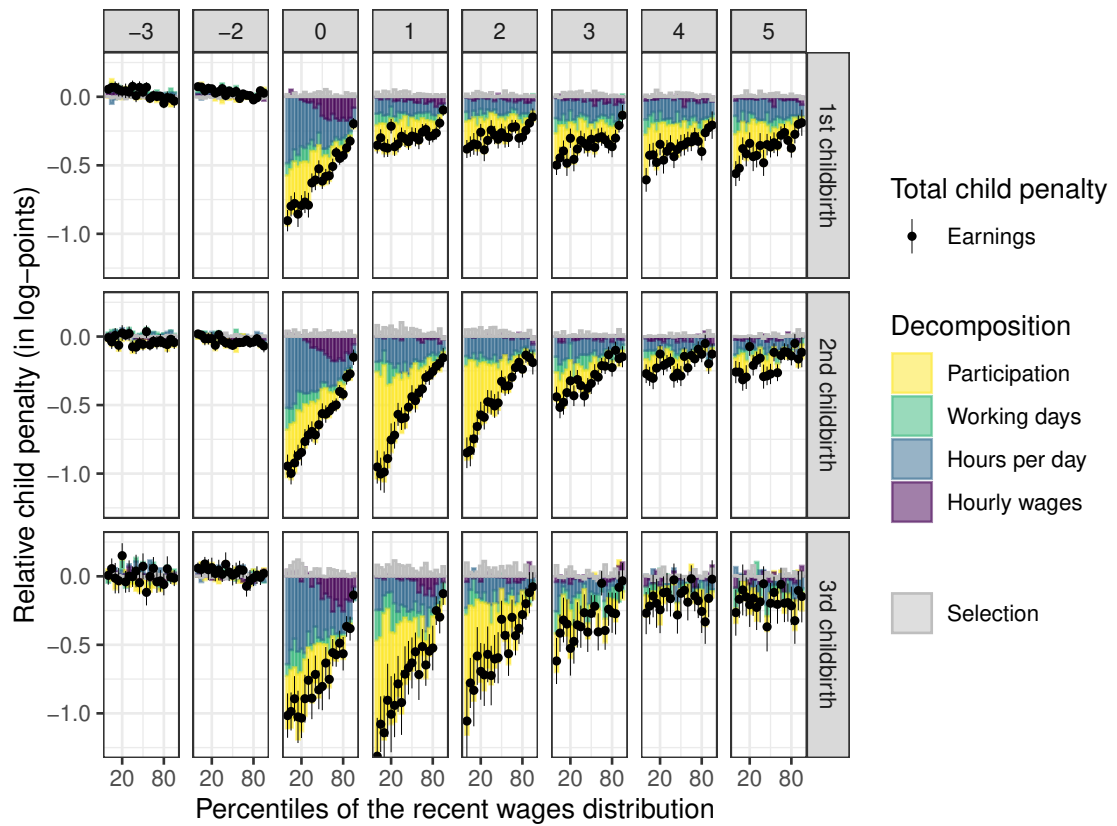 −3 −2 0 1 2 3 4 5
0.0
−0.5
−1.0
1st childbirth
0.0
−0.5
−1.0
2nd childbirth
0.0
−0.5
−1.0
3rd childbirth
20 80 20 80 20 80 20 80 20 80 20 80 20 80 20 80
Percentiles of the recent wages distribution
Relative child penalty (in log−points)
Total child penalty
Earnings
Decomposition
Participation
Working days
Hours per day
Hourly wages
Selection